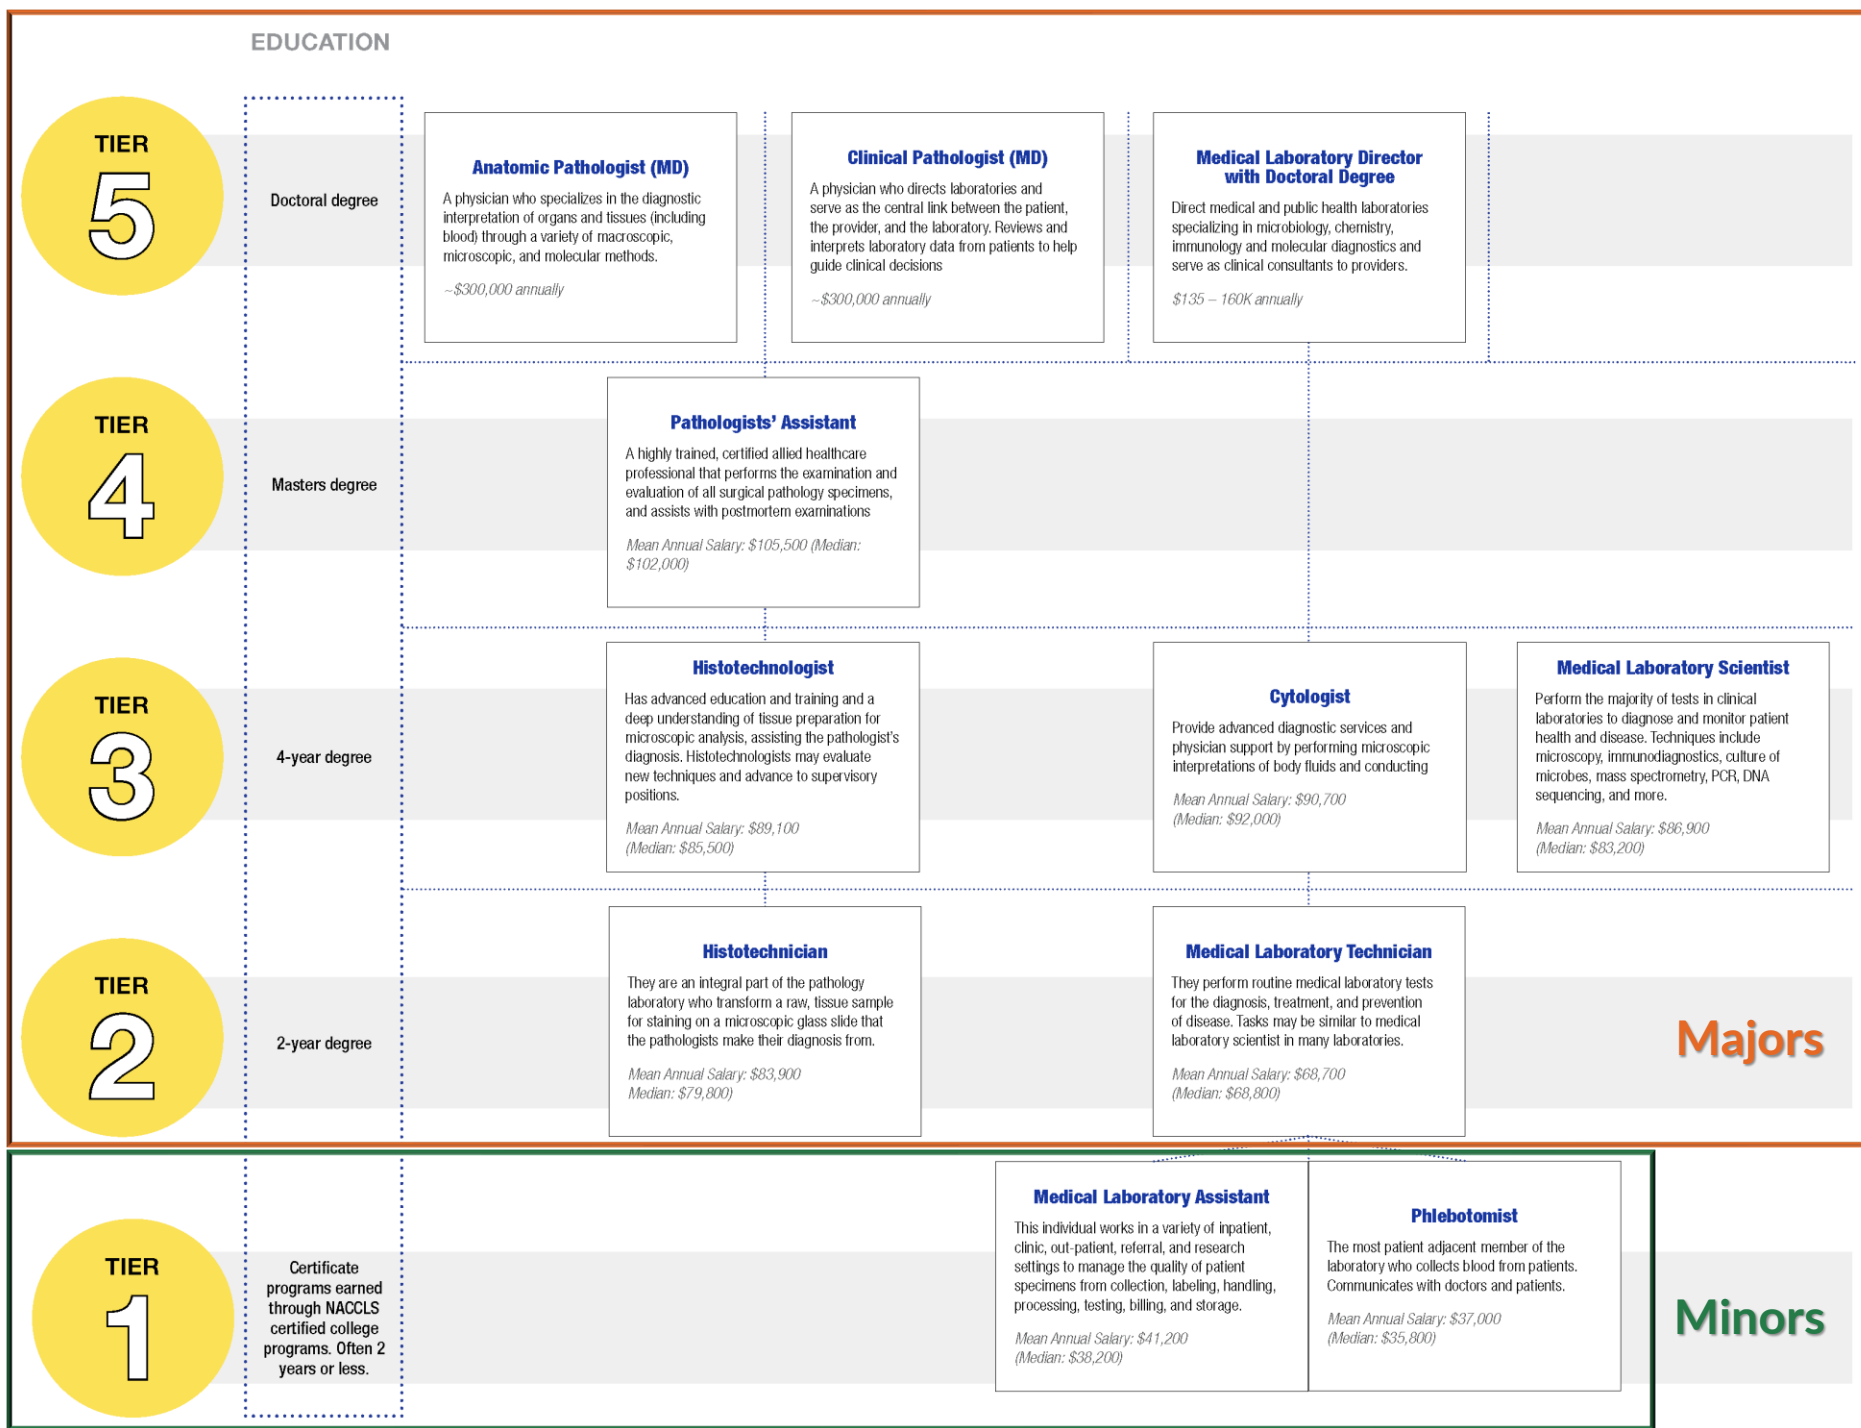 EDUCATION
TIER
5
Doctoral degree
Anatomic Pathologist (MD)
A physician who specializes in the diagnostic
interpretation of organs and tissues (including
blood) through a variety of macroscopic,
microscopic, and molecular methods.
~$300,000 annually
Clinical Pathologist (MD)
A physician who directs laboratories and
serve as the central link between the patient,
the provider, and the laboratory. Reviews and
interprets laboratory data from patients to help
guide clinical decisions
~$300,000 annually
Medical Laboratory Director
with Doctoral Degree
Direct medical and public health laboratories
specializing in microbiology, chemistry,
immunology and molecular diagnostics and
serve as clinical consultants to providers.
$135 – 160K annually
TIER
4
Masters degree
Pathologists’ Assistant
A highly trained, certified allied healthcare
professional that performs the examination and
evaluation of all surgical pathology specimens,
and assists with postmortem examinations
Mean Annual Salary: $105,500 (Median:
$102,000)
TIER
3
4-year degree
Histotechnologist
Has advanced education and training and a
deep understanding of tissue preparation for
microscopic analysis, assisting the pathologist’s
diagnosis. Histotechnologists may evaluate
new techniques and advance to supervisory
positions.
Mean Annual Salary: $89,100
(Median: $85,500)
Cytologist
Provide advanced diagnostic services and
physician support by performing microscopic
interpretations of body fluids and conducting
Mean Annual Salary: $90,700
(Median: $92,000)
Medical Laboratory Scientist
Perform the majority of tests in clinical
laboratories to diagnose and monitor patient
health and disease. Techniques include
microscopy, immunodiagnostics, culture of
microbes, mass spectrometry, PCR, DNA
sequencing, and more.
Mean Annual Salary: $86,900
(Median: $83,200)
TIER
2
2-year degree
Histotechnician
They are an integral part of the pathology
laboratory who transform a raw, tissue sample
for staining on a microscopic glass slide that
the pathologists make their diagnosis from.
Mean Annual Salary: $83,900
Median: $79,800)
Medical Laboratory Technician
They perform routine medical laboratory tests
for the diagnosis, treatment, and prevention
of disease. Tasks may be similar to medical
laboratory scientist in many laboratories.
Mean Annual Salary: $68,700
(Median: $68,800)
Majors
TIER
1
Certificate
programs earned
through NACCLS
certified college
programs. Often 2
years or less.
Medical Laboratory Assistant
This individual works in a variety of inpatient,
clinic, out-patient, referral, and research
settings to manage the quality of patient
specimens from collection, labeling, handling,
processing, testing, billing, and storage.
Mean Annual Salary: $41,200
(Median: $38,200)
Phlebotomist
The most patient adjacent member of the
laboratory who collects blood from patients.
Communicates with doctors and patients.
Mean Annual Salary: $37,000
(Median: $35,800)
Minors